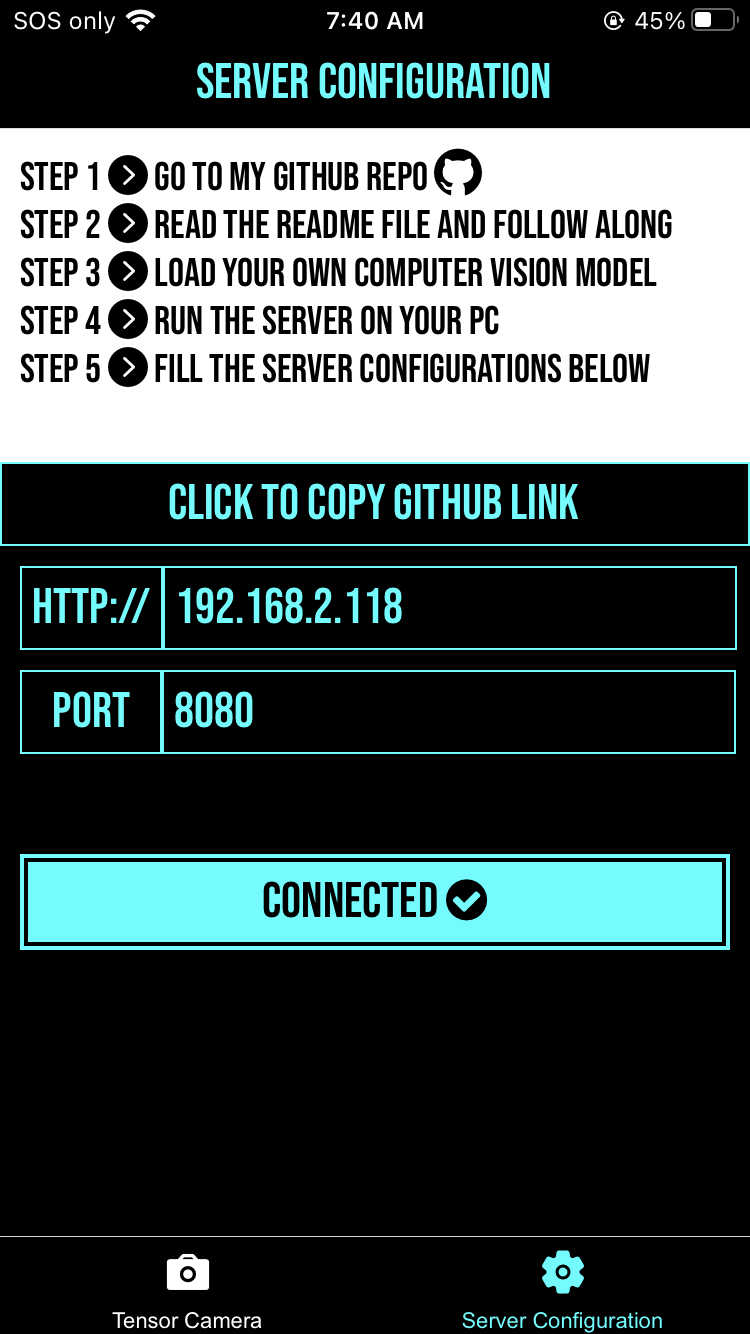 SOS only 7:40 AM 45%
SERVER CONFIGURATION
STEP 1 GO TO MY GITHUB REPO
STEP 2 READ THE README FILE AND FOLLOW ALONG
STEP 3 LOAD YOUR OWN COMPUTER VISION MODEL
STEP 4 RUN THE SERVER ON YOUR PC
STEP 5 FILL THE SERVER CONFIGURATIONS BELOW
CLICK TO COPY GITHUB LINK
HTTP:// 192.168.2.118
PORT 8080
CONNECTED
Tensor Camera Server Configuration